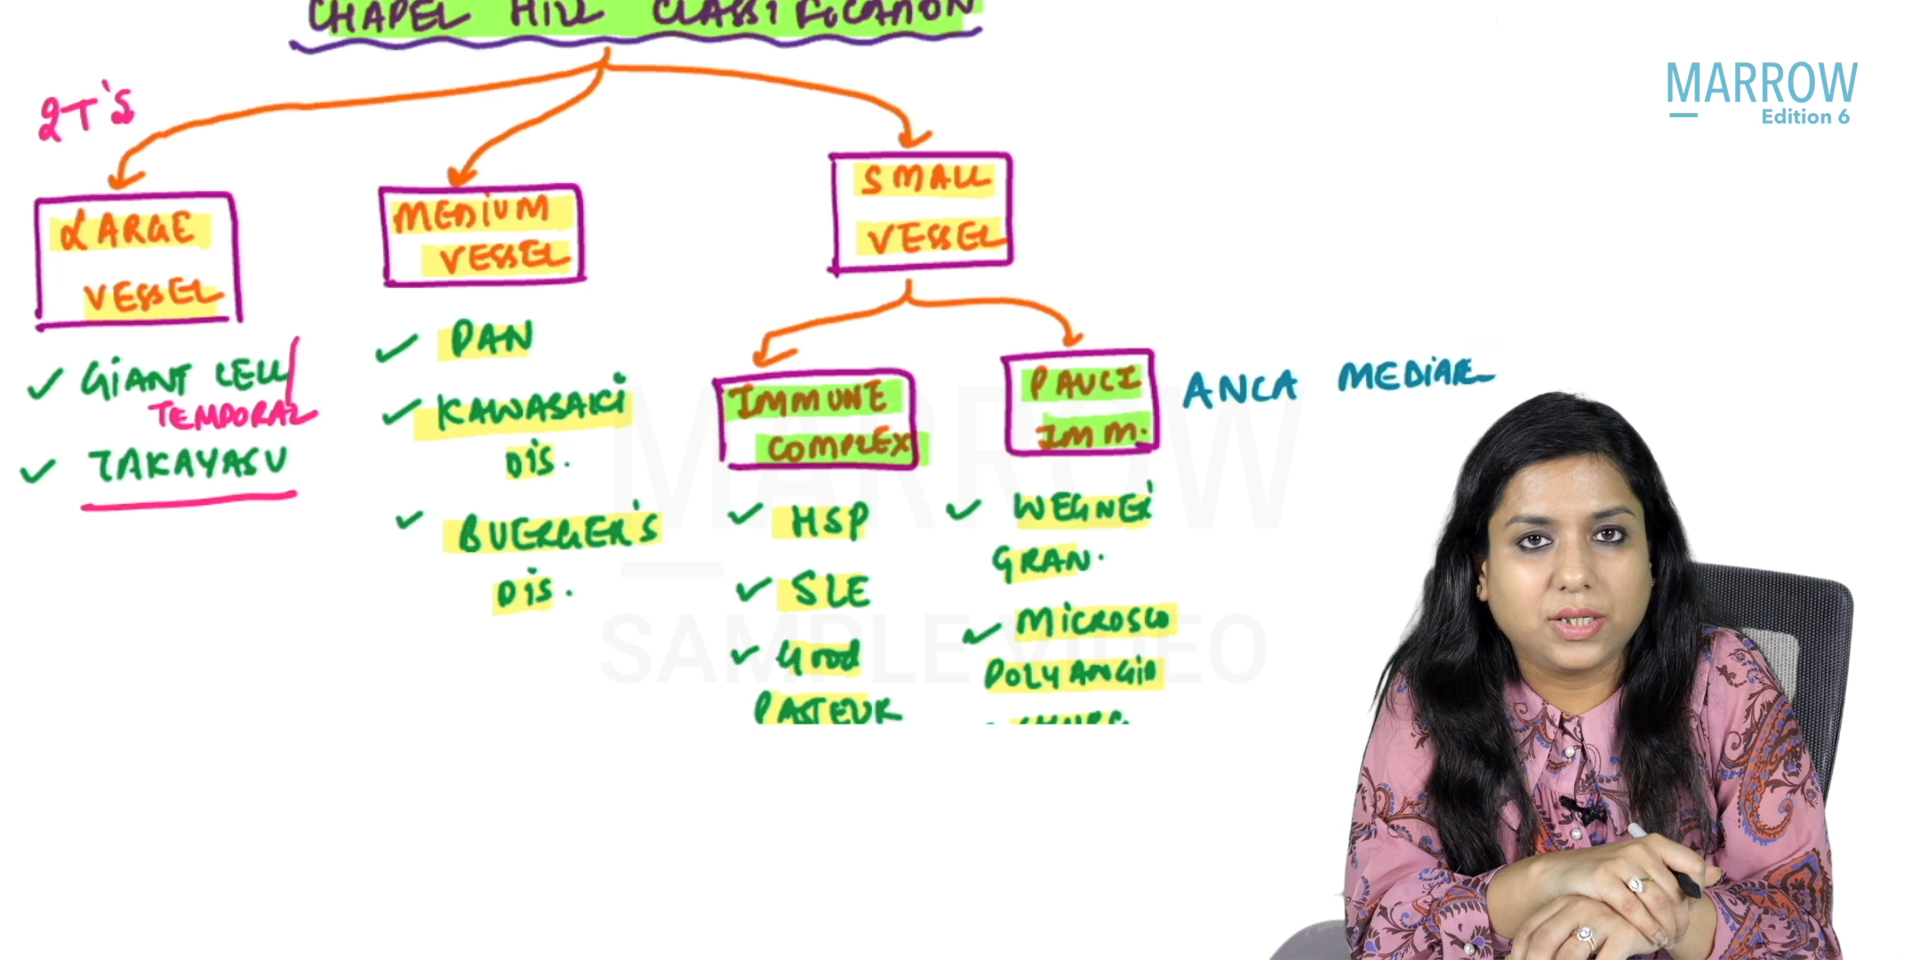 CHAPEL HILL CLASSIFICATION
MARROW
Edition 6
2T'S
LARGE
VESSEL
MEDIUM
VESSEL
SMALL
VESSEL
✓ GIANT CELL/
TEMPORAL
✓ TAKAYASU
✓ PAN
✓ KAWASAKI
DIS.
✓ BUERGER'S
DIS.
IMMUNE
COMPLEX
PAUCI
IMM.
ANCA MEDIATE
✓ HSP
✓ SLE
✓ Good
PASTEUR
✓ WEGNER
GRAN.
✓ MICROSCO
POLYANGIO
MARROW
SAMPLE VIDEO